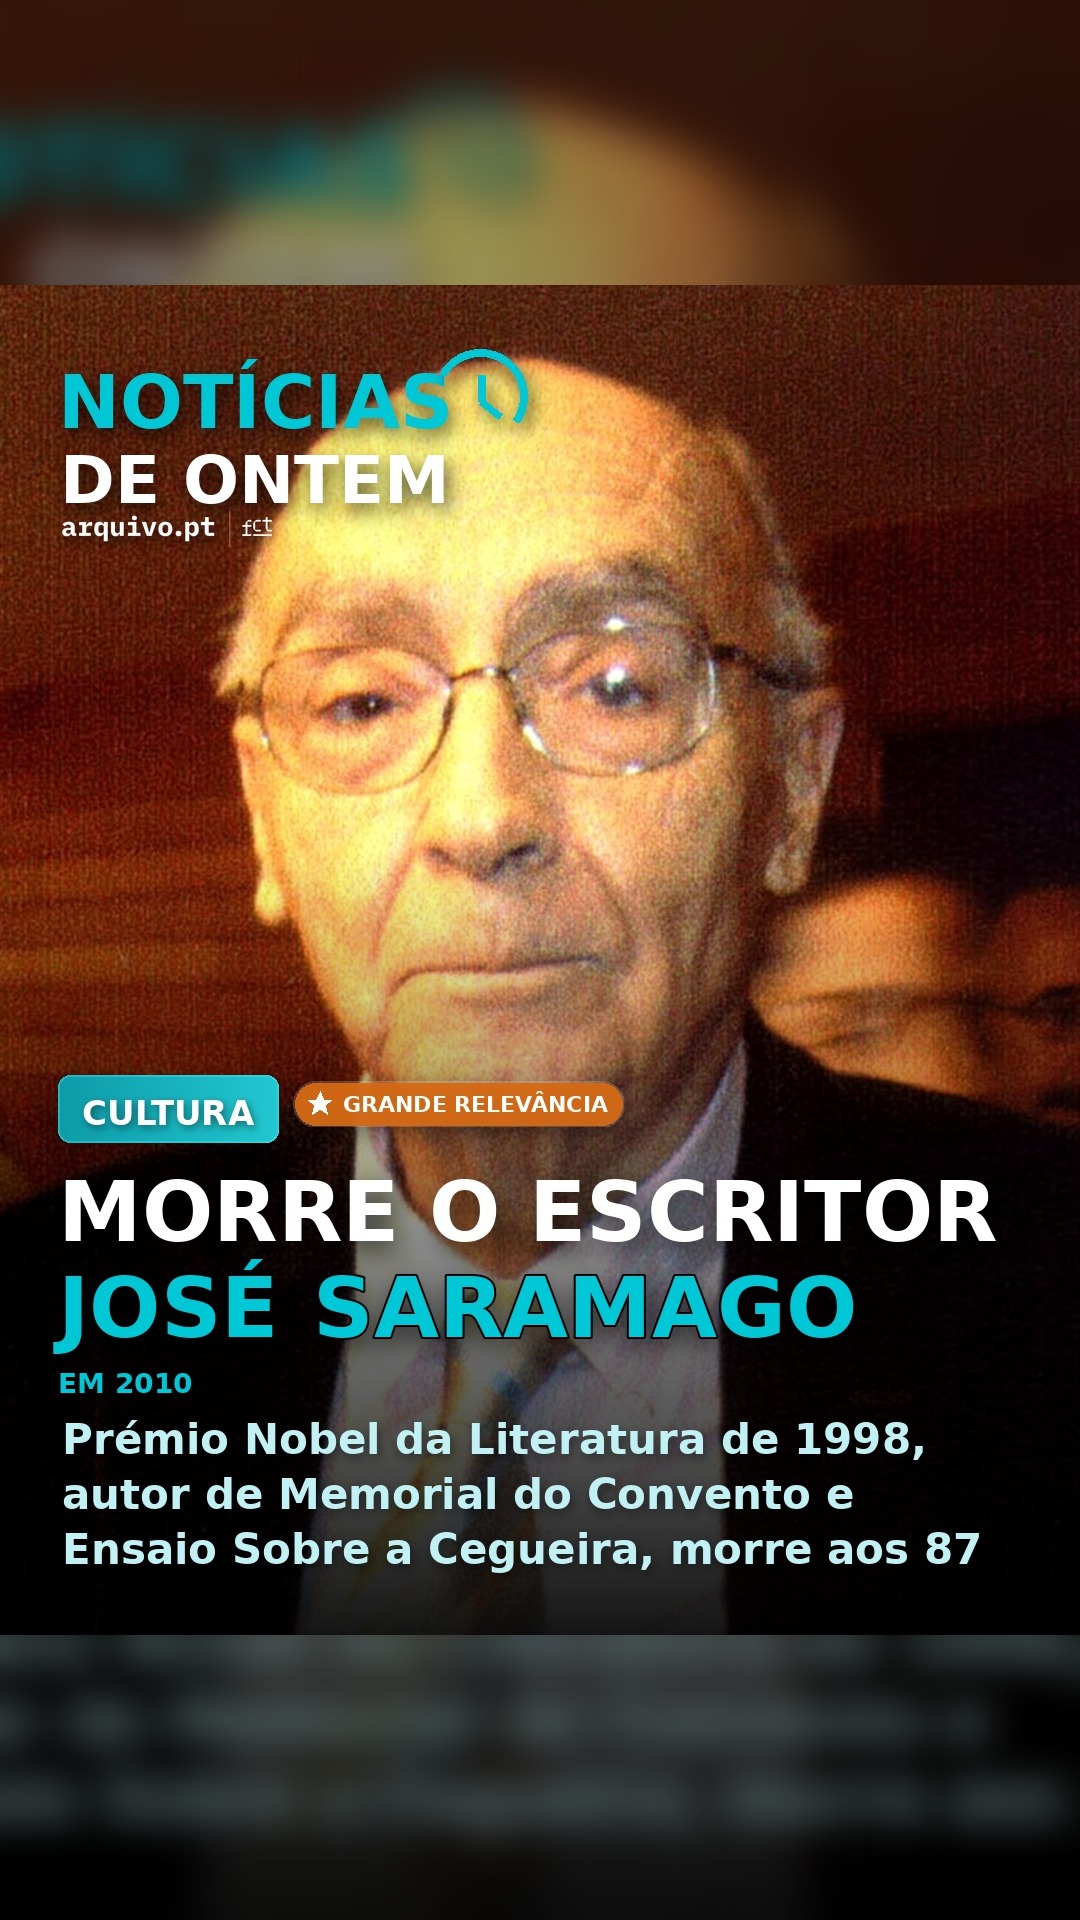 NOTÍCIAS
DE ONTEM
arquivo.pt | fct
CULTURA
GRANDE RELEVÂNCIA
MORRE O ESCRITOR
JOSÉ SARAMAGO
EM 2010
Prémio Nobel da Literatura de 1998,
autor de Memorial do Convento e
Ensaio Sobre a Cegueira, morre aos 87